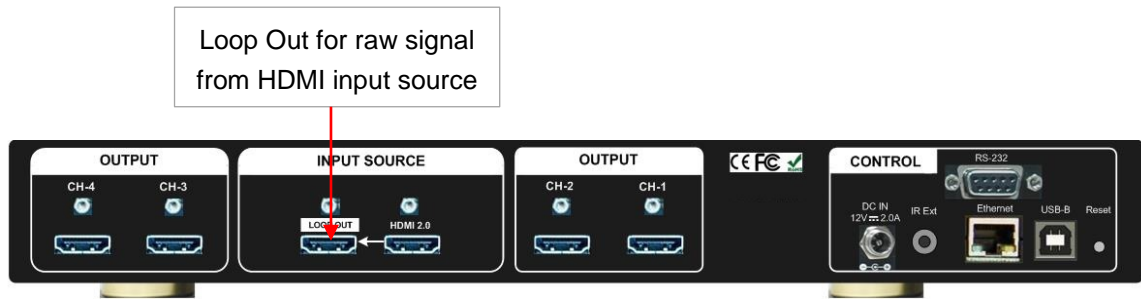 Loop Out for raw signal
from HDMI input source
OUTPUT
CH-4 CH-3
INPUT SOURCE
LOOP OUT HDMI 2.0
OUTPUT
CH-2 CH-1
CE FC
CONTROL
RS-232
DC IN
12V⎓2.0A
IR Ext
Ethernet
USB-B
Reset